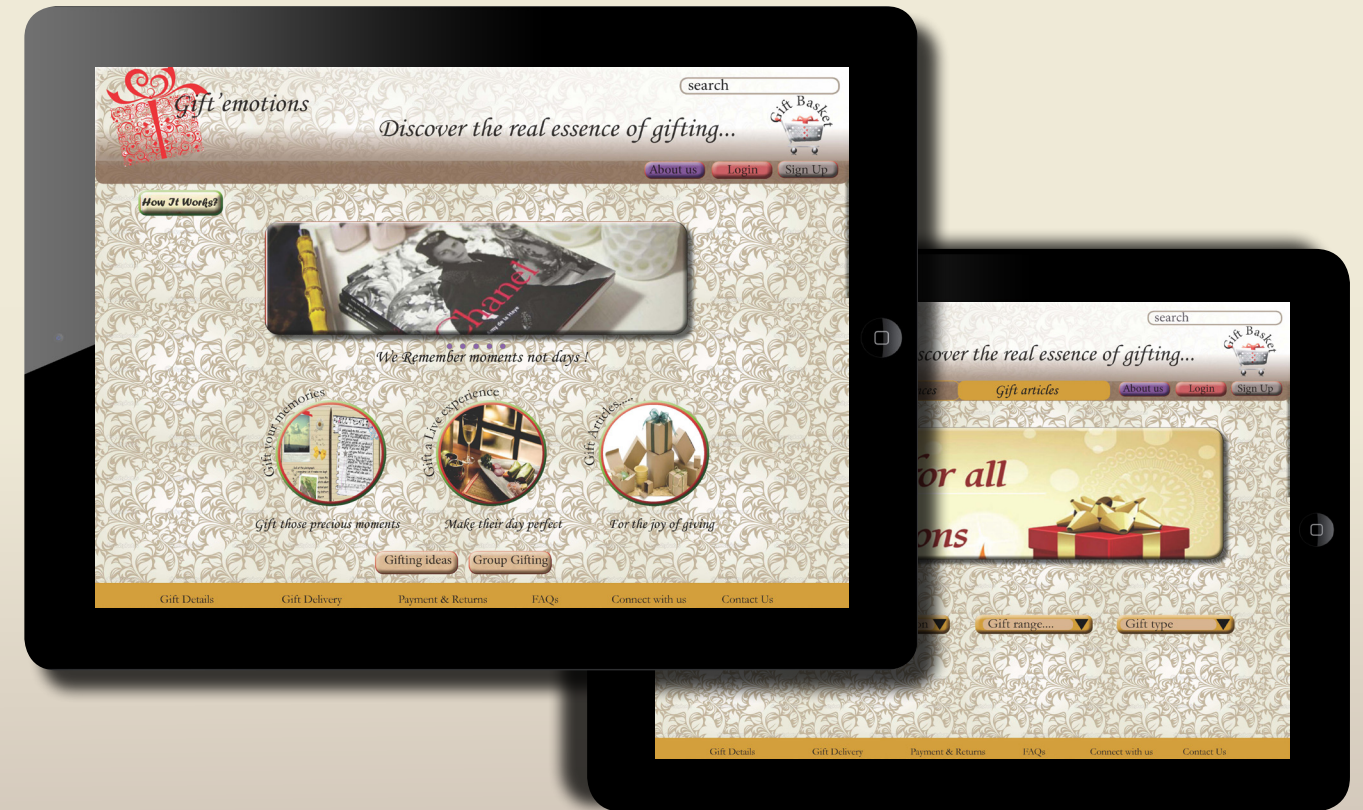 search
Gift'emotions
Gift Basket
Discover the real essence of gifting...
About us Login Sign Up
How It Works?
Chanel
We Remember moments not days !
Gift your memories Gift a Live experience Gift Articles.....
Gift those precious moments Make their day perfect For the joy of giving
Gifting ideas Group Gifting
Gift Details Gift Delivery Payment & Returns FAQs Connect with us Contact Us
search
Gift Basket
scover the real essence of gifting...
nces Gift articles About us Login Sign Up
for all
ons
on Gift range.... Gift type
Gift Details Gift Delivery Payment & Returns FAQs Connect with us Contact Us